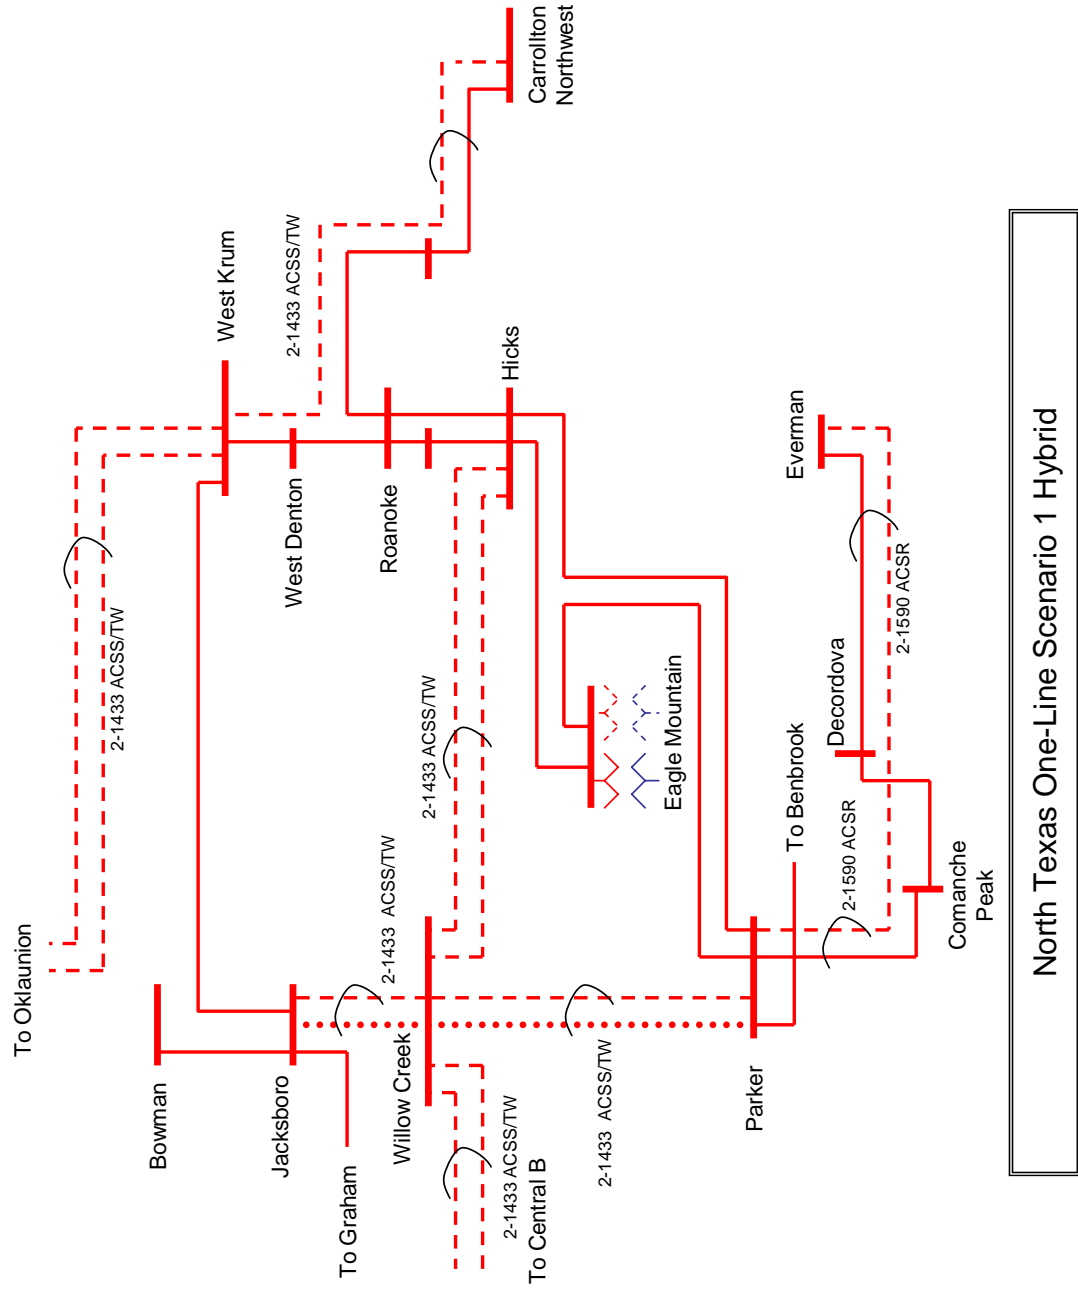 To Oklaunion
2-1433 ACSS/TW
West Krum
2-1433 ACSS/TW
Carrollton
Northwest
Bowman
Jacksboro
To Graham
West Denton
Roanoke
Hicks
Willow Creek
2-1433 ACSS/TW
2-1433 ACSS/TW
2-1433 ACSS/TW
To Central B
2-1433 ACSS/TW
Eagle Mountain
Parker
To Benbrook
Everman
Decordova
2-1590 ACSR
2-1590 ACSR
Comanche
Peak
North Texas One-Line Scenario 1 Hybrid